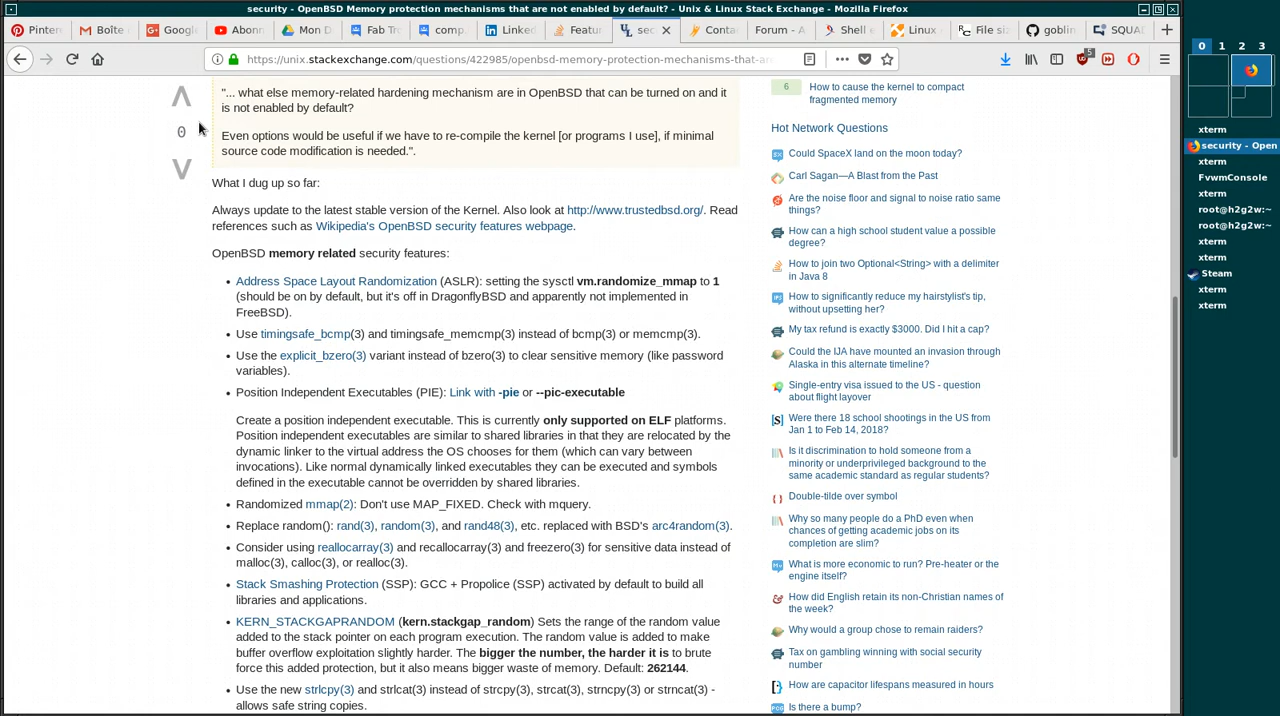 security - OpenBSD Memory protection mechanisms that are not enabled by default? - Unix & Linux Stack Exchange - Mozilla Firefox
Pinter
Boîte
Googl
Abonn
Mon D
Fab Tr
comp
Linked
Featur
sec
Conta
Forum - A
Shell e
Linux
File siz
goblin
SQUAD
https://unix.stackexchange.com/questions/422985/openbsd-memory-protection-mechanisms-that-ar
5
"... what else memory-related hardening mechanism are in OpenBSD that can be turned on and it
is not enabled by default?
0
Even options would be useful if we have to re-compile the kernel [or programs I use], if minimal
source code modification is needed.".
What I dug up so far:
Always update to the latest stable version of the Kernel. Also look at http://www.trustedbsd.org/. Read
references such as Wikipedia's OpenBSD security features webpage.
OpenBSD memory related security features:
• Address Space Layout Randomization (ASLR): setting the sysctl vm.randomize_mmap to 1
(should be on by default, but it's off in DragonflyBSD and apparently not implemented in
FreeBSD).
• Use timingsafe_bcmp(3) and timingsafe_memcmp(3) instead of bcmp(3) or memcmp(3).
• Use the explicit_bzero(3) variant instead of bzero(3) to clear sensitive memory (like password
variables).
• Position Independent Executables (PIE): Link with -pie or --pic-executable
Create a position independent executable. This is currently only supported on ELF platforms.
Position independent executables are similar to shared libraries in that they are relocated by the
dynamic linker to the virtual address the OS chooses for them (which can vary between
invocations). Like normal dynamically linked executables they can be executed and symbols
defined in the executable cannot be overridden by shared libraries.
• Randomized mmap(2): Don't use MAP_FIXED. Check with mquery.
• Replace random(): rand(3), random(3), and rand48(3), etc. replaced with BSD's arc4random(3).
• Consider using reallocarray(3) and recallocarray(3) and freezero(3) for sensitive data instead of
malloc(3), calloc(3), or realloc(3).
• Stack Smashing Protection (SSP): GCC + Propolice (SSP) activated by default to build all
libraries and applications.
• KERN_STACKGAPRANDOM (kern.stackgap_random) Sets the range of the random value
added to the stack pointer on each program execution. The random value is added to make
buffer overflow exploitation slightly harder. The bigger the number, the harder it is to brute
force this added protection, but it also means bigger waste of memory. Default: 262144.
• Use the new strlcpy(3) and strlcat(3) instead of strcpy(3), strcat(3), strncpy(3) or strncat(3) -
allows safe string copies.
6
How to cause the kernel to compact
fragmented memory
Hot Network Questions
Could SpaceX land on the moon today?
Carl Sagan—A Blast from the Past
Are the noise floor and signal to noise ratio same
things?
How can a high school student value a possible
degree?
How to join two Optional<String> with a delimiter
in Java 8
How to significantly reduce my hairstylist's tip,
without upsetting her?
My tax refund is exactly $3000. Did I hit a cap?
Could the IJA have mounted an invasion through
Alaska in this alternate timeline?
Single-entry visa issued to the US - question
about flight layover
Were there 18 school shootings in the US from
Jan 1 to Feb 14, 2018?
Is it discrimination to hold someone from a
minority or underprivileged background to the
same academic standard as regular students?
Double-tilde over symbol
Why so many people do a PhD even when
chances of getting academic jobs on its
completion are slim?
What is more economic to run? Pre-heater or the
engine itself?
How did English retain its non-Christian names of
the week?
Why would a group chose to remain raiders?
Tax on gambling winning with social security
number
How are capacitor lifespans measured in hours
Is there a bump?
0 1 2 3
xterm
security - Open
xterm
FvwmConsole
xterm
root@h2g2w:~
root@h2g2w:~
xterm
xterm
Steam
xterm
xterm